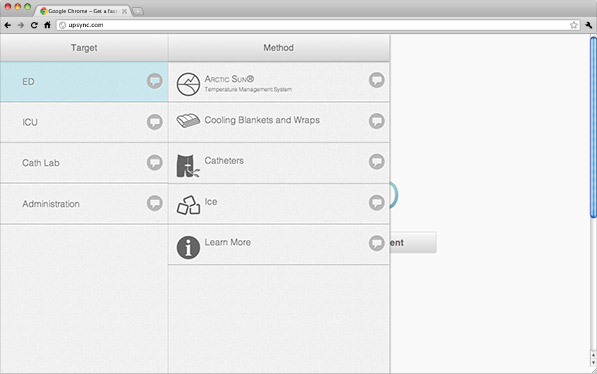 Google Chrome – Get a fas
upsync.com
Target
Method
ED
ARCTIC SUN®
Temperature Management System
ICU
Cooling Blankets and Wraps
Cath Lab
Catheters
Administration
Ice
Learn More
ent